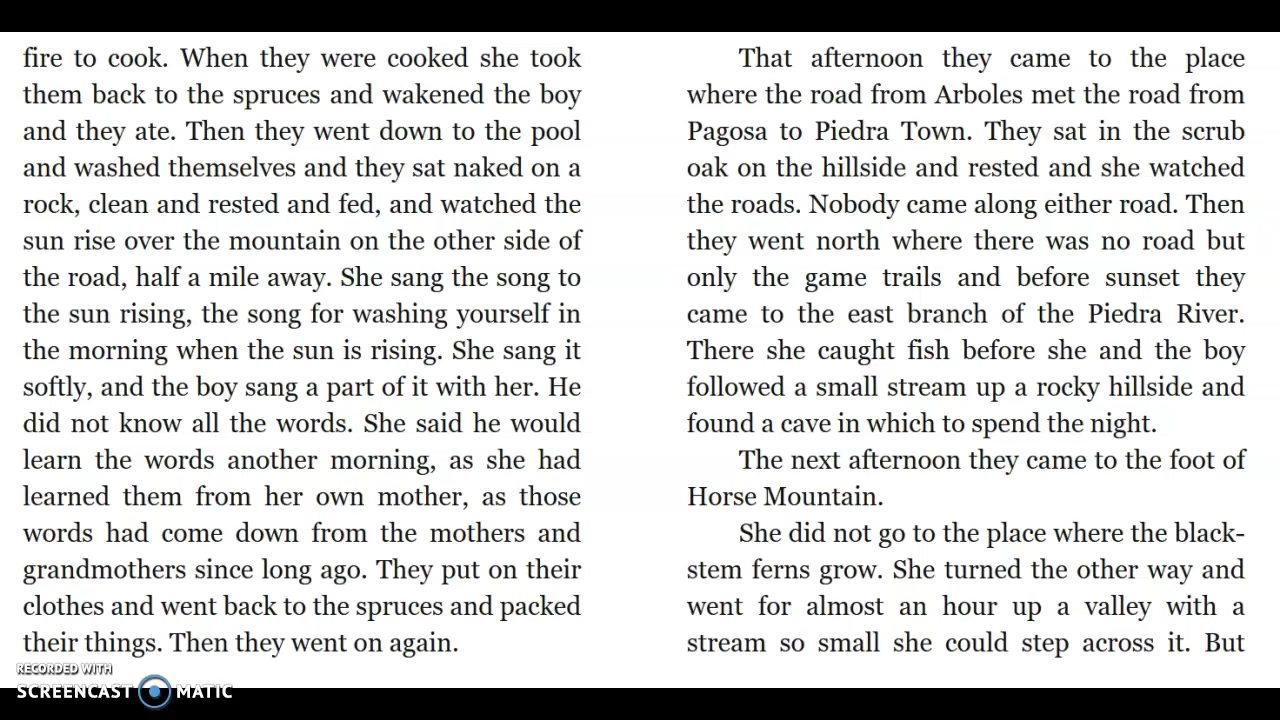 fire to cook. When they were cooked she took
them back to the spruces and wakened the boy
and they ate. Then they went down to the pool
and washed themselves and they sat naked on a
rock, clean and rested and fed, and watched the
sun rise over the mountain on the other side of
the road, half a mile away. She sang the song to
the sun rising, the song for washing yourself in
the morning when the sun is rising. She sang it
softly, and the boy sang a part of it with her. He
did not know all the words. She said he would
learn the words another morning, as she had
learned them from her own mother, as those
words had come down from the mothers and
grandmothers since long ago. They put on their
clothes and went back to the spruces and packed
their things. Then they went on again.
That afternoon they came to the place
where the road from Arboles met the road from
Pagosa to Piedra Town. They sat in the scrub
oak on the hillside and rested and she watched
the roads. Nobody came along either road. Then
they went north where there was no road but
only the game trails and before sunset they
came to the east branch of the Piedra River.
There she caught fish before she and the boy
followed a small stream up a rocky hillside and
found a cave in which to spend the night.
The next afternoon they came to the foot of
Horse Mountain.
She did not go to the place where the black-
stem ferns grow. She turned the other way and
went for almost an hour up a valley with a
stream so small she could step across it. But
RECORDED WITH
SCREENCAST MATIC